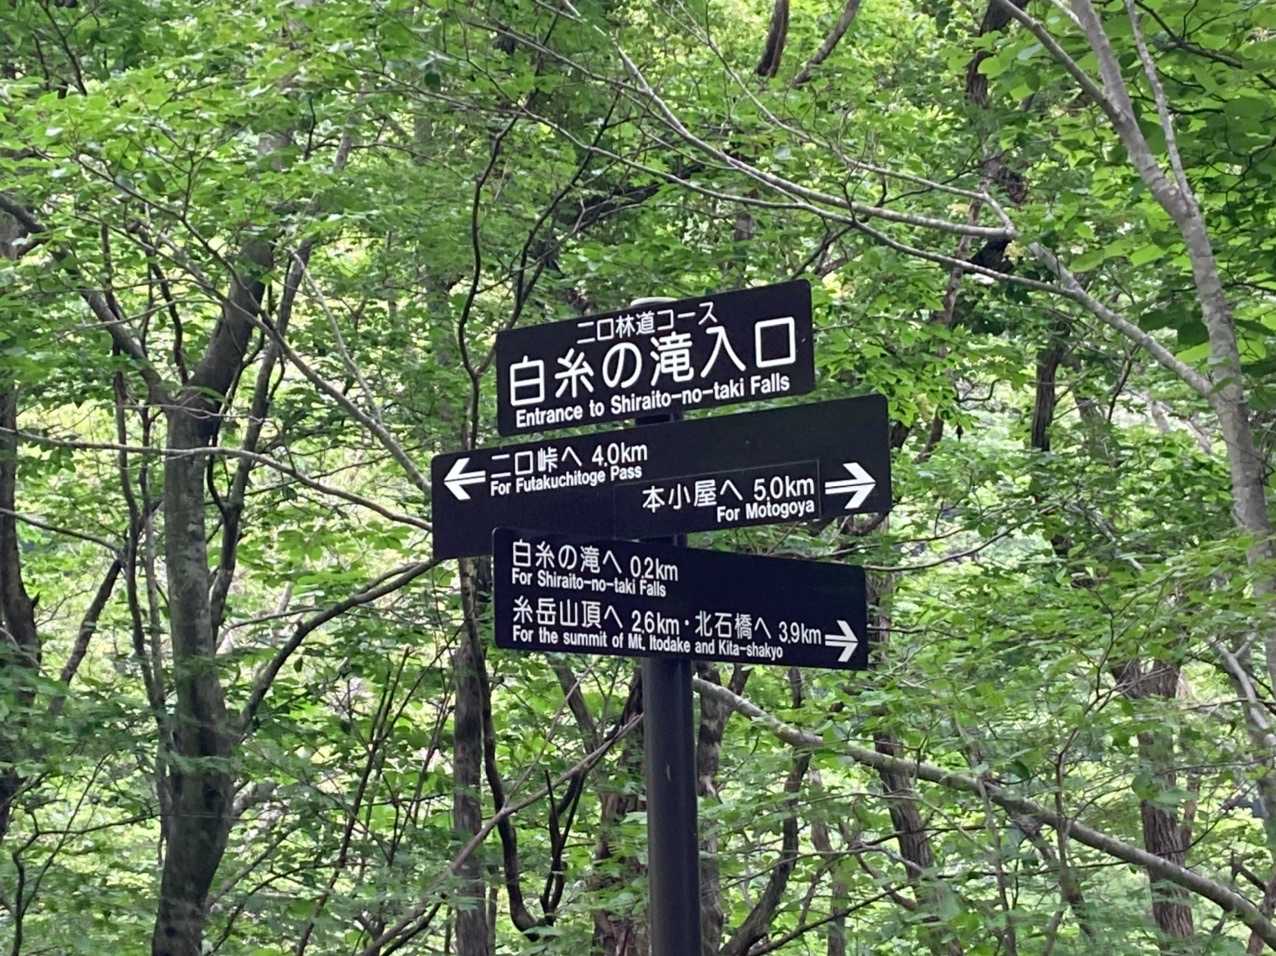 二口林道コース
白糸の滝入口
Entrance to Shiraito-no-taki Falls
二口峠へ 4.0km
For Futakuchitoge Pass
本小屋へ 5.0km
For Motogoya
白糸の滝へ 0.2km
For Shiraito-no-taki Falls
糸岳山頂へ 2.6km・北石橋へ 3.9km
For the summit of Mt. Itodake and Kita-shakyo